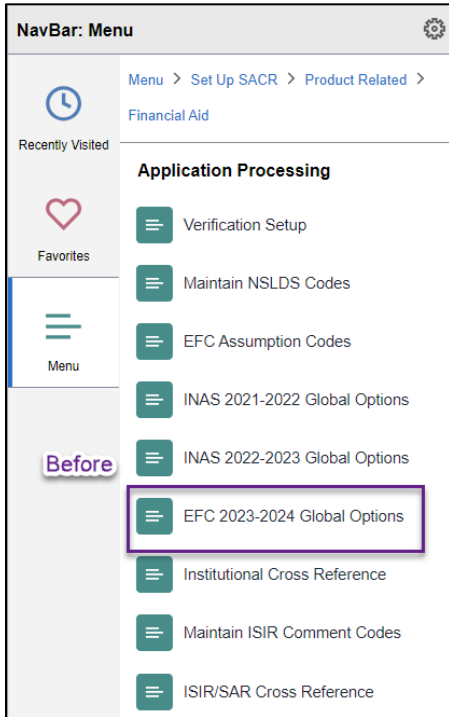 NavBar: Menu
Menu > Set Up SACR > Product Related >
Financial Aid
Recently Visited
Application Processing
Verification Setup
Favorites
Maintain NSLDS Codes
Menu
EFC Assumption Codes
INAS 2021-2022 Global Options
Before
INAS 2022-2023 Global Options
EFC 2023-2024 Global Options
Institutional Cross Reference
Maintain ISIR Comment Codes
ISIR/SAR Cross Reference